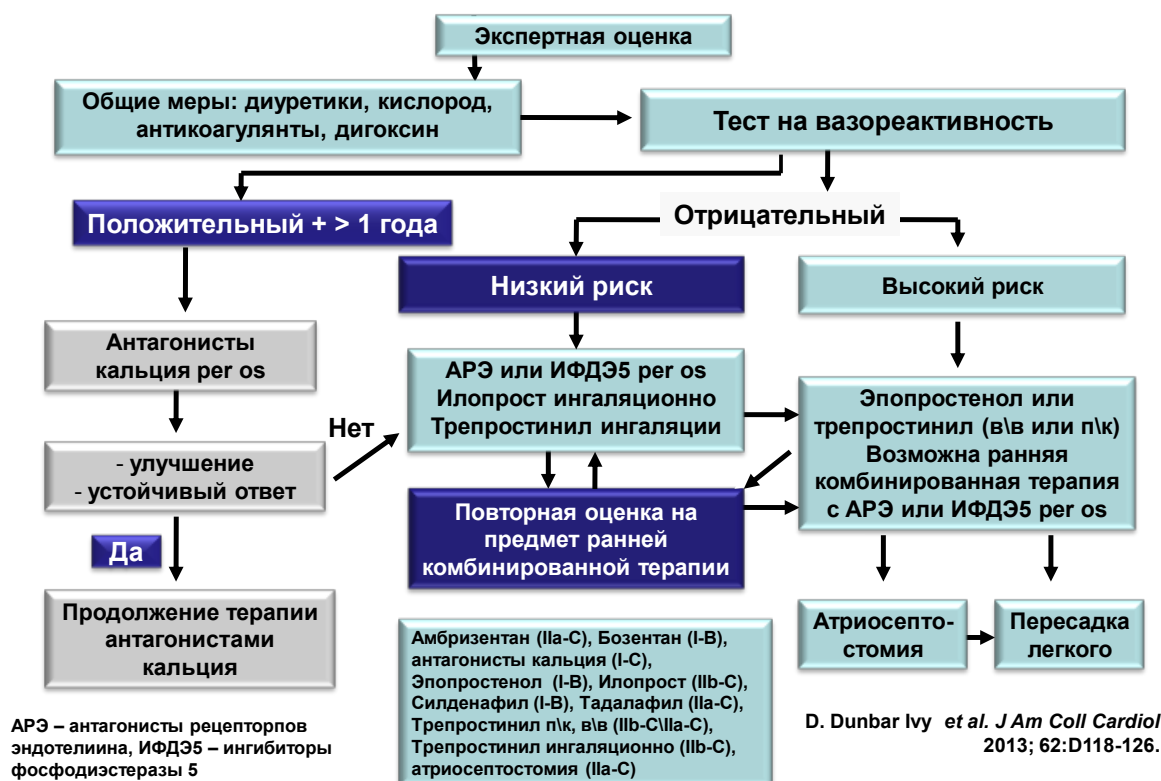 Экспертная оценка
Общие меры: диуретики, кислород,
антикоагулянты, дигоксин
Тест на вазореактивность
Положительный + > 1 года
Отрицательный
Низкий риск
Высокий риск
Антагонисты
кальция per os
АРЭ или ИФДЭ5 per os
Илопрост ингаляционно
Трепростинил ингаляции
Эпопростенол или
трепростинил (в\в или п\к)
Возможна ранняя
комбинированная терапия
с АРЭ или ИФДЭ5 per os
Нет
- улучшение
- устойчивый ответ
Повторная оценка на
предмет ранней
комбинированной терапии
Да
Продолжение терапии
антагонистами
кальция
Атриосепто-
стомия
Пересадка
легкого
Амбризентан (IIa-C), Бозентан (I-B),
антагонисты кальция (I-C),
Эпопростенол (I-B), Илопрост (IIb-C),
Силденафил (I-B), Тадалафил (IIa-C),
Трепростинил п\к, в\в (IIb-C\IIa-C),
Трепростинил ингаляционно (IIb-C),
атриосептостомия (IIa-C)
АРЭ – антагонисты рецепторпов
эндотелиина, ИФДЭ5 – ингибиторы
фосфодиэстеразы 5
D. Dunbar Ivy et al. J Am Coll Cardiol
2013; 62:D118-126.